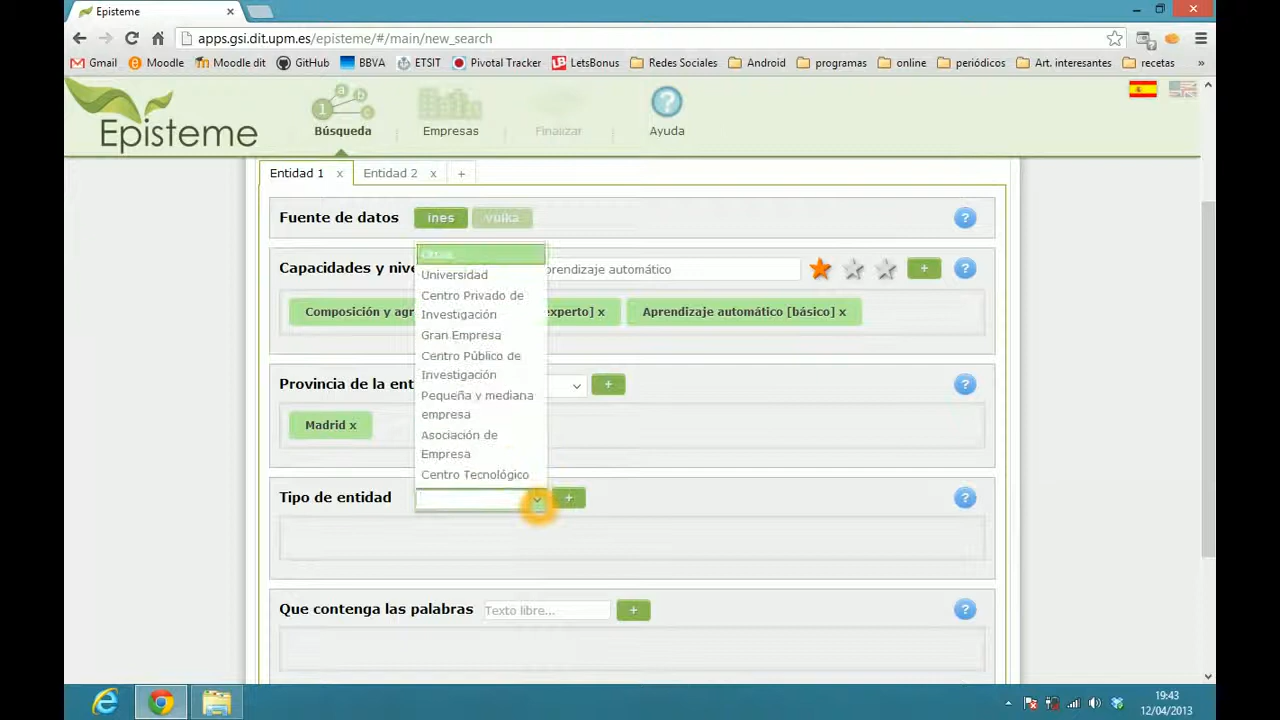 Episteme
apps.gsi.dit.upm.es/episteme/#/main/new_search
Gmail Moodle Moodle dit GitHub BBVA ETSIT Pivotal Tracker LetsBonus Redes Sociales Android programas online periódicos Art. interesantes recetas »
Episteme
1 a b c
Búsqueda Empresas Finalizar Ayuda
Entidad 1 x Entidad 2 x +
Fuente de datos ines vulka ?
Capacidades y nive prendizaje automático + ?
Composición y agr experto] x Aprendizaje automático [básico] x
Otros
Universidad
Centro Privado de
Investigación
Gran Empresa
Centro Público de
Investigación
Pequeña y mediana
empresa
Asociación de
Empresa
Centro Tecnológico
Provincia de la ent + ?
Madrid x
Tipo de entidad + ?
Que contenga las palabras Texto libre... + ?
19:43
12/04/2013